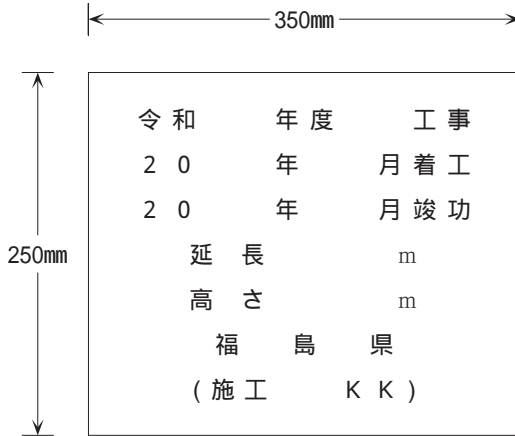 350mm
令和 年度 工事
20 年 月着工
20 年 月竣功
250mm
延長 m
高さ m
福島県
(施工 KK)